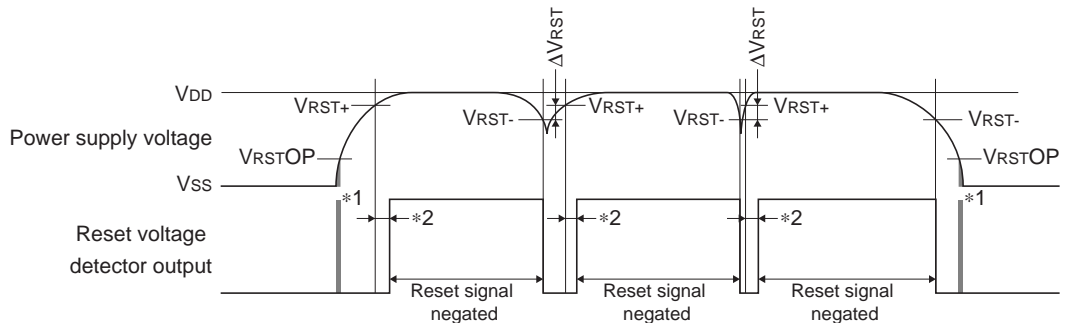 ΔVRST
ΔVRST
VDD
VRST+
VRST-
VRST+
VRST-
VRST+
VRST-
Power supply voltage
VRSTOP
VRSTOP
VSS
*1
*1
*2
*2
*2
Reset voltage
detector output
Reset signal
negated
Reset signal
negated
Reset signal
negated